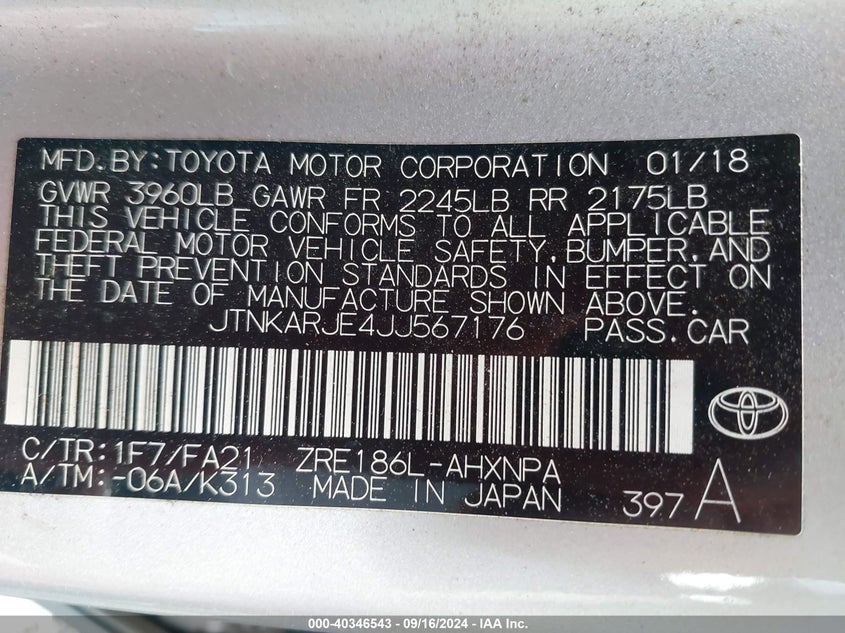 MFD.BY:TOYOTA MOTOR CORPORATION 01/18
GVWR 3960LB GAWR FR 2245LB RR 2175LB
THIS VEHICLE CONFORMS TO ALL APPLICABLE
FEDERAL MOTOR VEHICLE SAFETY,BUMPER,AND
THEFT PREVENTION STANDARDS IN EFFECT ON
THE DATE OF MANUFACTURE SHOWN ABOVE.
JTNKARJE4JJ567176 PASS.CAR
C/TR:1F7/FA21 ZRE186L-AHXNPA
A/TM:-06A/K313 MADE IN JAPAN 397 A
000-40346543 - 09/16/2024 - IAA Inc.